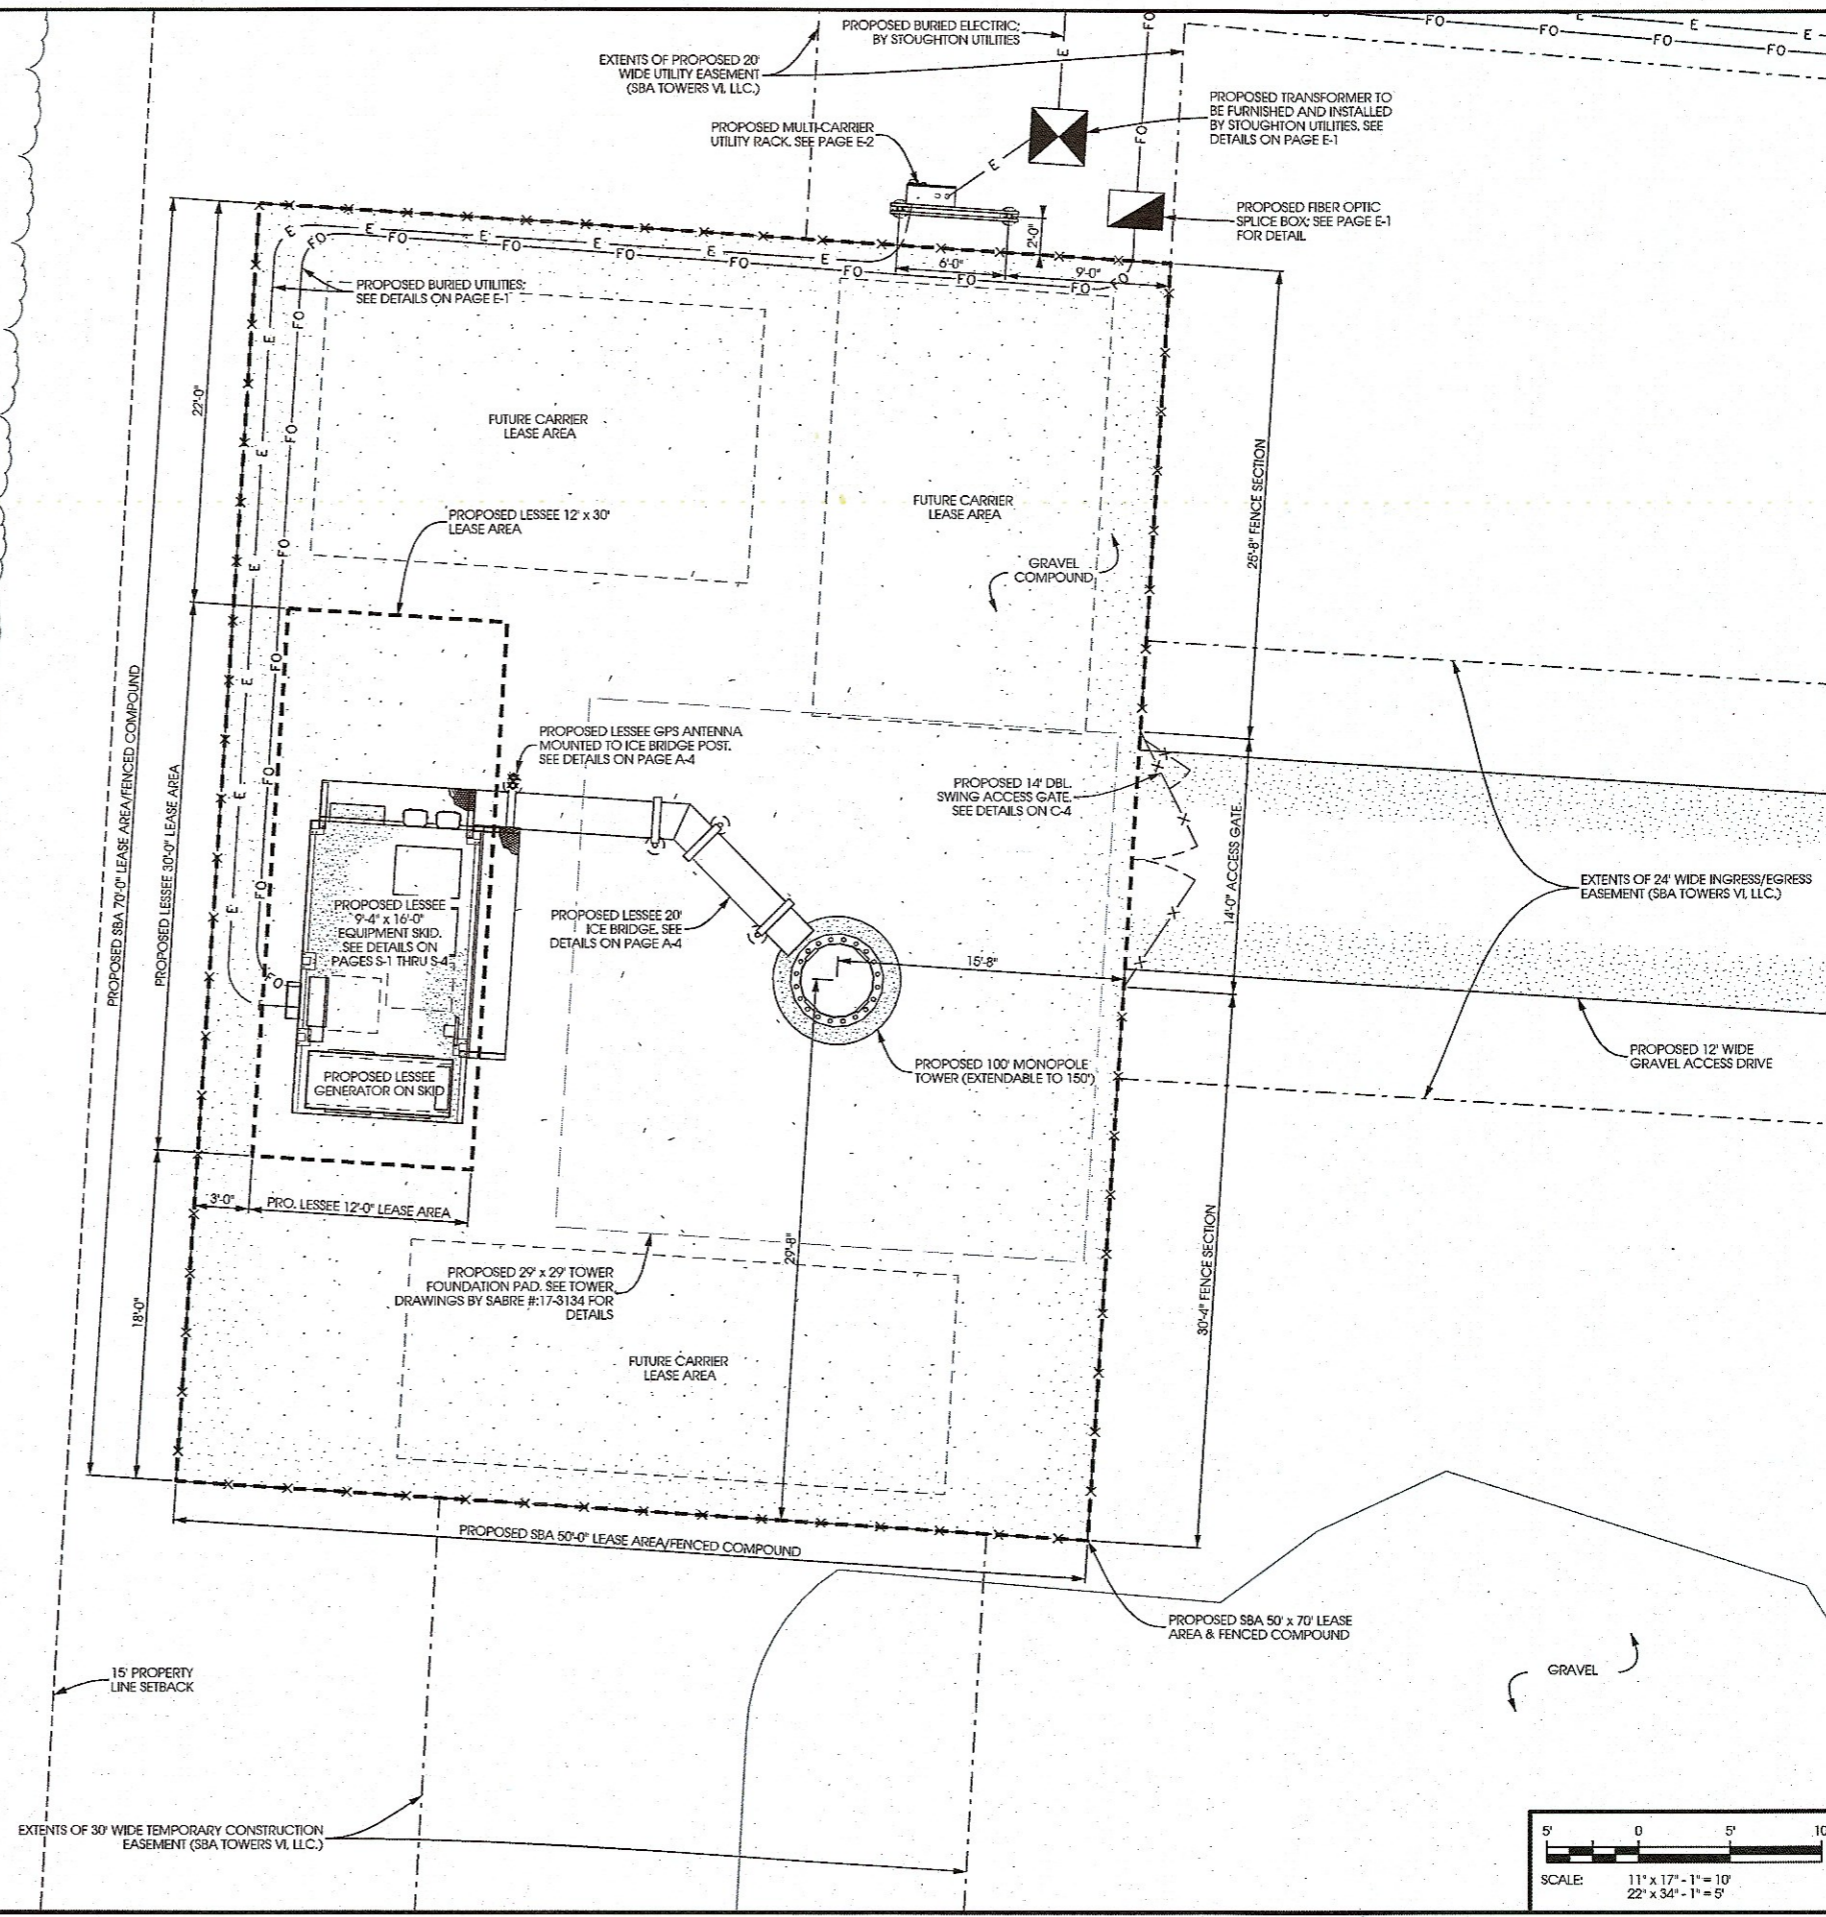 PROPOSED BURIED ELECTRIC;
BY STOUGHTON UTILITIES
EXTENTS OF PROPOSED 20'
WIDE UTILITY EASEMENT
(SBA TOWERS VI, LLC.)
PROPOSED MULTI-CARRIER
UTILITY RACK. SEE PAGE E-2
PROPOSED TRANSFORMER TO
BE FURNISHED AND INSTALLED
BY STOUGHTON UTILITIES. SEE
DETAILS ON PAGE E-1
PROPOSED FIBER OPTIC
SPLICE BOX; SEE PAGE E-1
FOR DETAIL
2'-0"
6'-0"
9'-0"
PROPOSED BURIED UTILITIES;
SEE DETAILS ON PAGE E-1
22'-0"
FUTURE CARRIER
LEASE AREA
FUTURE CARRIER
LEASE AREA
25'-8" FENCE SECTION
PROPOSED LESSEE 12' x 30'
LEASE AREA
GRAVEL
COMPOUND
PROPOSED SBA 70'-0" LEASE AREA/FENCED COMPOUND
PROPOSED LESSEE 30'-0" LEASE AREA
PROPOSED LESSEE GPS ANTENNA
MOUNTED TO ICE BRIDGE POST.
SEE DETAILS ON PAGE A-4
PROPOSED 14' DBL.
SWING ACCESS GATE.
SEE DETAILS ON C-4
14'-0" ACCESS GATE
EXTENTS OF 24' WIDE INGRESS/EGRESS
EASEMENT (SBA TOWERS VI, LLC.)
PROPOSED LESSEE
9'-4" x 16'-0"
EQUIPMENT SKID.
SEE DETAILS ON
PAGES S-1 THRU S-4
PROPOSED LESSEE 20'
ICE BRIDGE. SEE
DETAILS ON PAGE A-4
15'-8"
PROPOSED 12' WIDE
GRAVEL ACCESS DRIVE
PROPOSED 100' MONOPOLE
TOWER (EXTENDABLE TO 150')
PROPOSED LESSEE
GENERATOR ON SKID
3'-0"
PRO. LESSEE 12'-0" LEASE AREA
18'-0"
29'-8"
30'-4" FENCE SECTION
PROPOSED 29' x 29' TOWER
FOUNDATION PAD. SEE TOWER
DRAWINGS BY SABRE #:17-3134 FOR
DETAILS
FUTURE CARRIER
LEASE AREA
PROPOSED SBA 50'-0" LEASE AREA/FENCED COMPOUND
PROPOSED SBA 50' x 70' LEASE
AREA & FENCED COMPOUND
15' PROPERTY
LINE SETBACK
GRAVEL
EXTENTS OF 30' WIDE TEMPORARY CONSTRUCTION
EASEMENT (SBA TOWERS VI, LLC.)
5' 0 5' 10
SCALE: 11" x 17" - 1" = 10'
22" x 34" - 1" = 5'